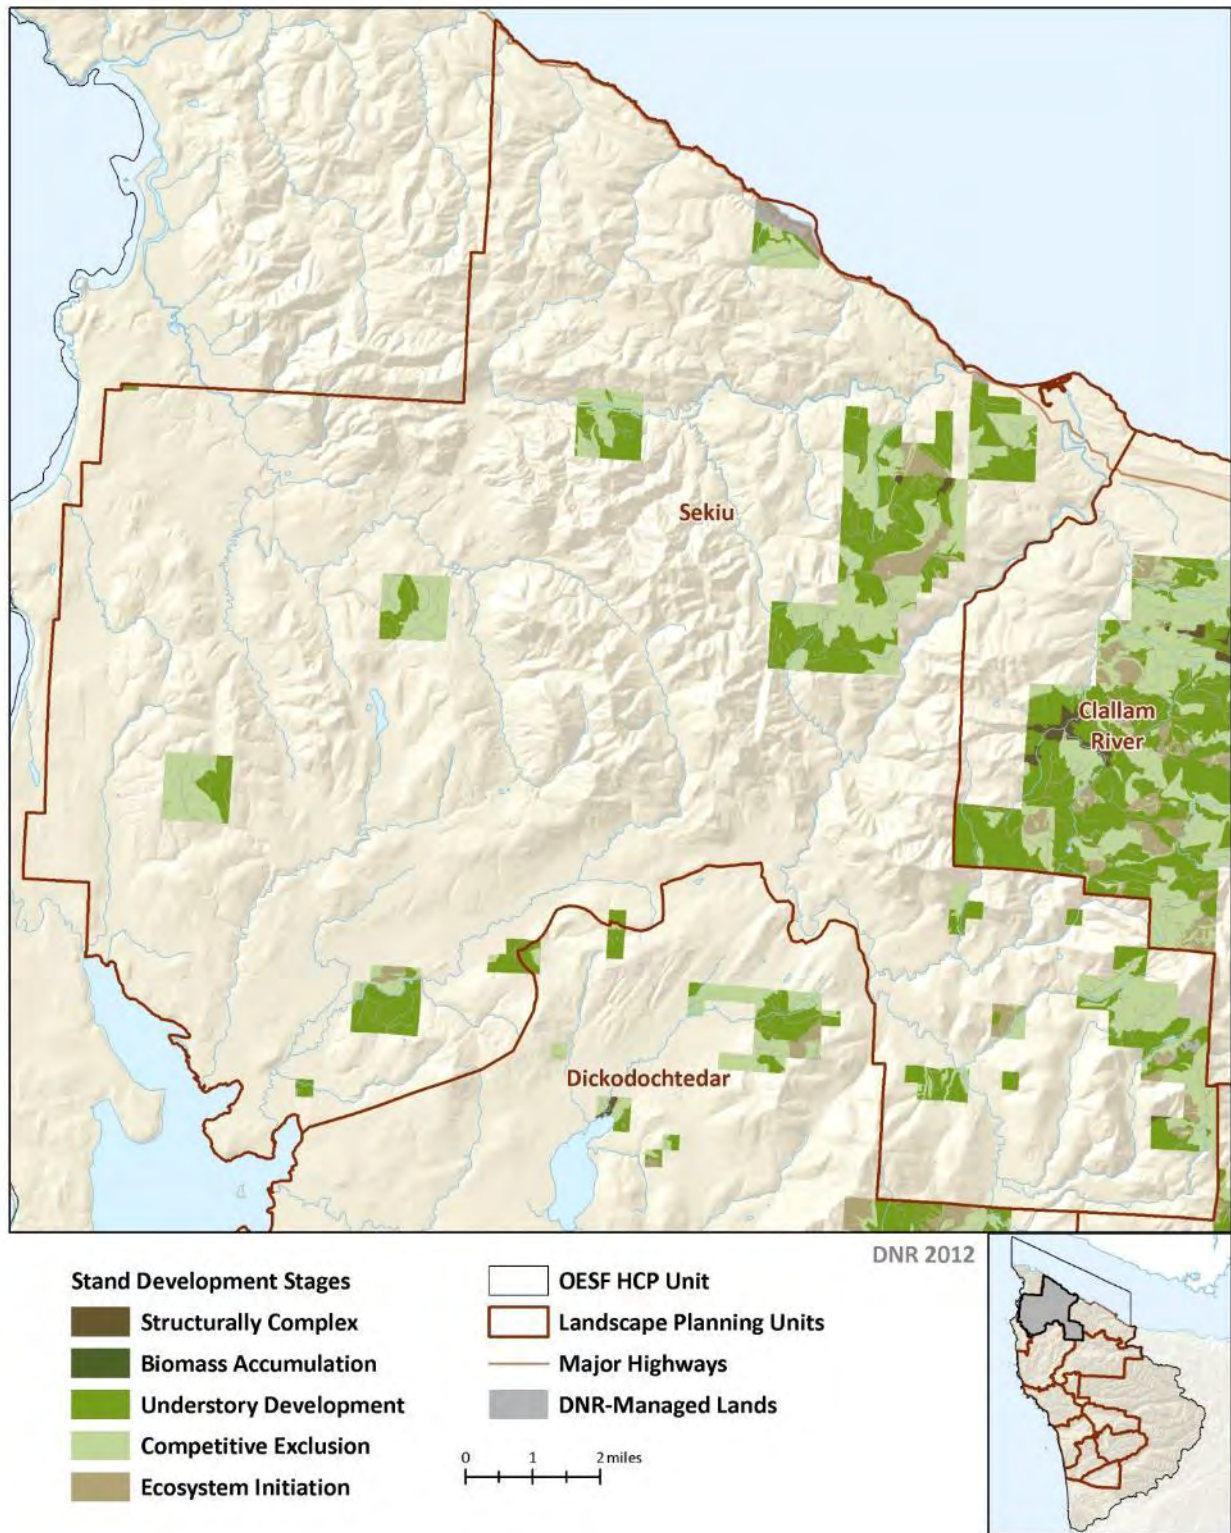 Sekiu
Clallam
River
Dickodochtedar
DNR 2012
Stand Development Stages
Structurally Complex
Biomass Accumulation
Understory Development
Competitive Exclusion
Ecosystem Initiation
OESF HCP Unit
Landscape Planning Units
Major Highways
DNR-Managed Lands
0 1 2 miles